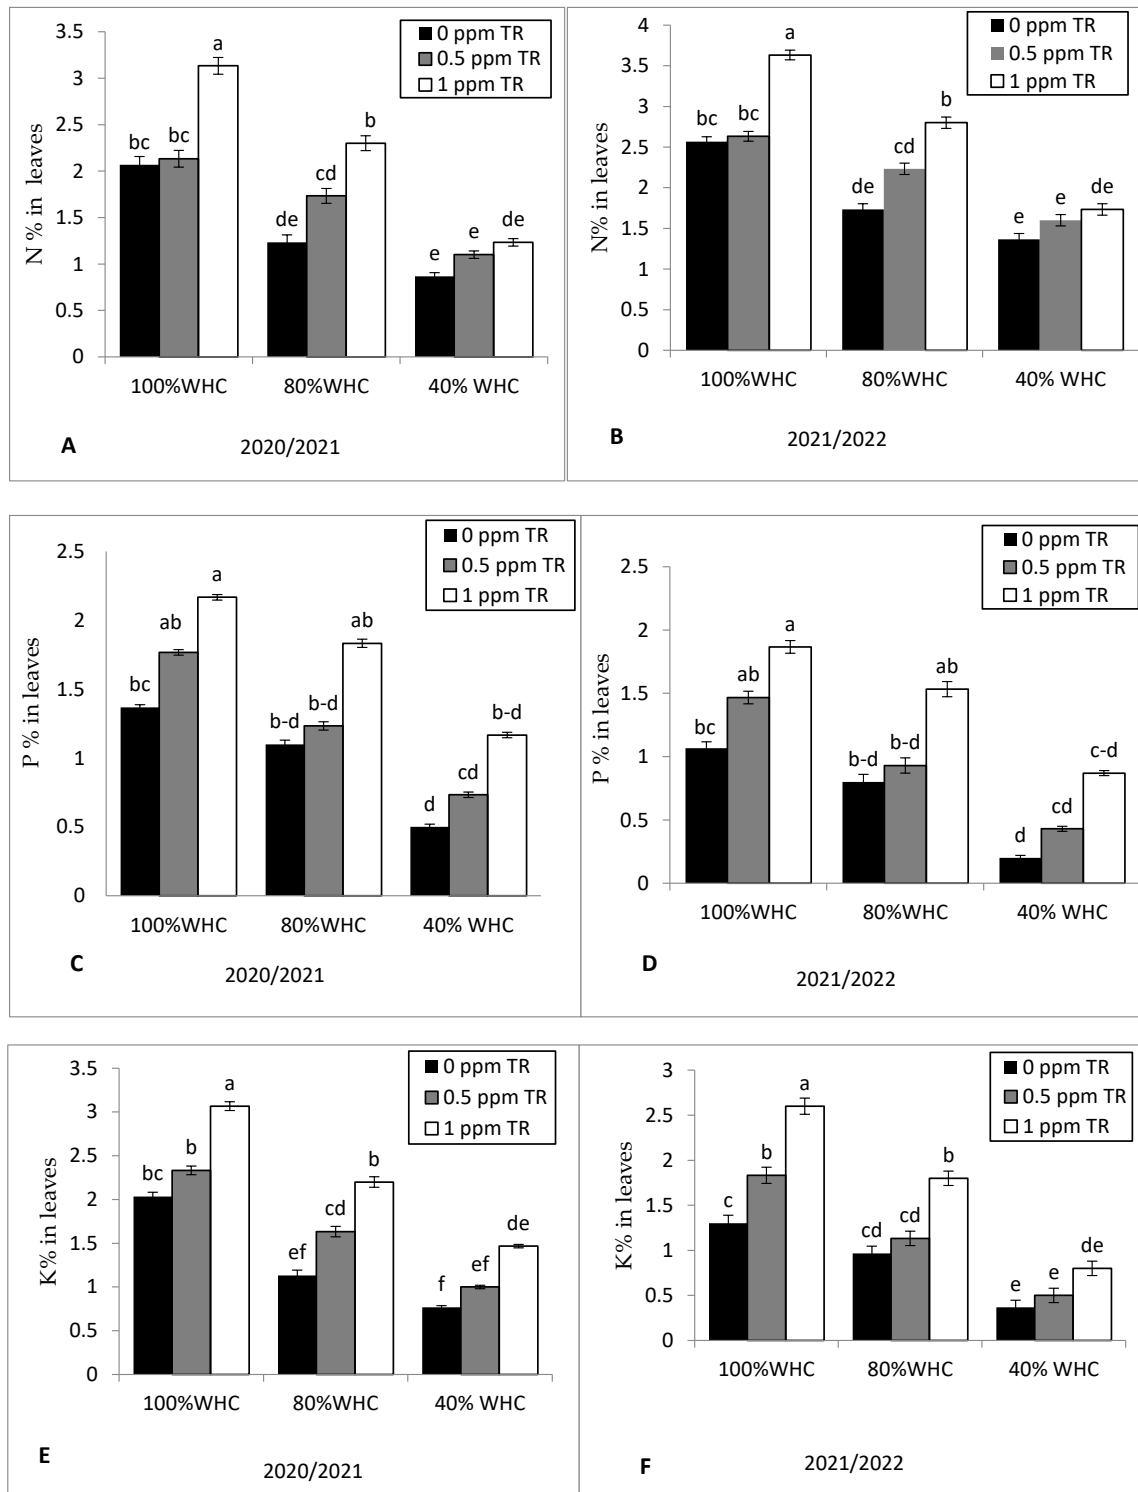 3.5
3
2.5
2
1.5
1
0.5
0
N % in leaves
0 ppm TR
0.5 ppm TR
1 ppm TR
bc bc a
de cd b
e e de
100%WHC 80%WHC 40% WHC
A
2020/2021
4
3.5
3
2.5
2
1.5
1
0.5
0
N% in leaves
0 ppm TR
0.5 ppm TR
1 ppm TR
bc bc a
de cd b
e e de
100%WHC 80%WHC 40% WHC
B
2021/2022
2.5
2
1.5
1
0.5
0
P % in leaves
0 ppm TR
0.5 ppm TR
1 ppm TR
bc ab a
b-d b-d ab
d cd b-d
100%WHC 80%WHC 40% WHC
C
2020/2021
2.5
2
1.5
1
0.5
0
P % in leaves
0 ppm TR
0.5 ppm TR
1 ppm TR
bc ab a
b-d b-d ab
d cd c-d
100%WHC 80%WHC 40% WHC
D
2021/2022
3.5
3
2.5
2
1.5
1
0.5
0
K% in leaves
0 ppm TR
0.5 ppm TR
1 ppm TR
bc b a
ef cd b
f ef de
100%WHC 80%WHC 40% WHC
E
2020/2021
3
2.5
2
1.5
1
0.5
0
K% in leaves
0 ppm TR
0.5 ppm TR
1 ppm TR
c b a
cd cd b
e e de
100%WHC 80%WHC 40% WHC
F
2021/2022